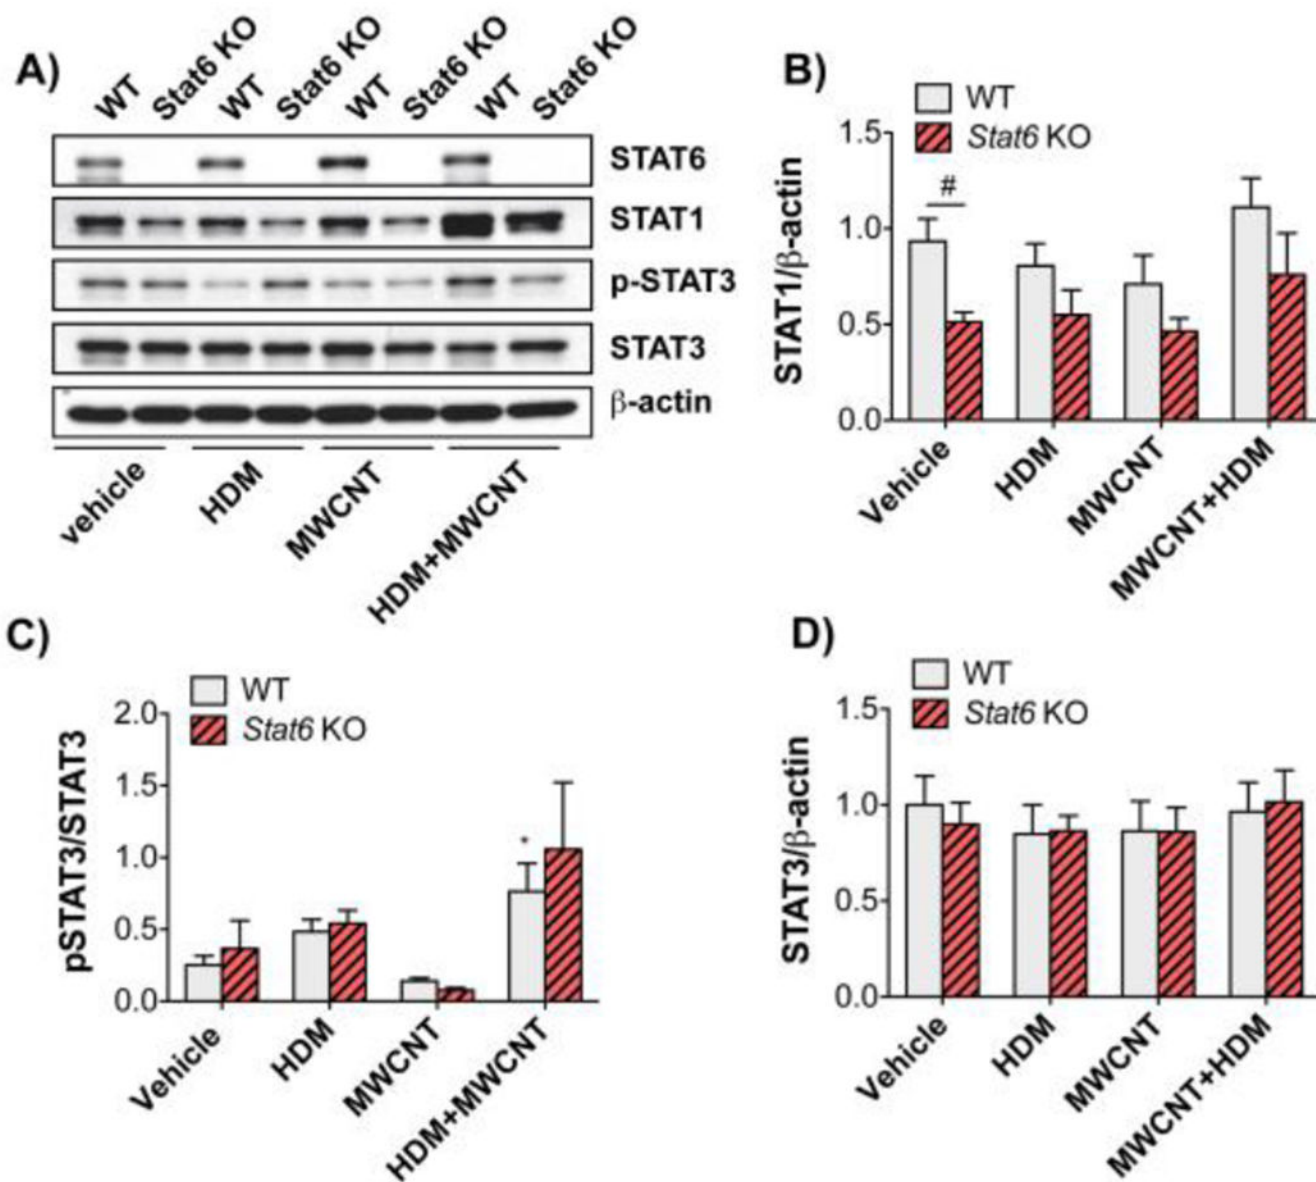 A)
WT Stat6 KO WT Stat6 KO WT Stat6 KO WT Stat6 KO
STAT6
STAT1
p-STAT3
STAT3
β-actin
vehicle HDM MWCNT HDM+MWCNT
B)
WT
Stat6 KO
STAT1/β-actin
1.5
1.0
0.5
0.0
#
Vehicle HDM MWCNT MWCNT+HDM
C)
WT
Stat6 KO
pSTAT3/STAT3
2.0
1.5
1.0
0.5
0.0
*
Vehicle HDM MWCNT HDM+MWCNT
D)
WT
Stat6 KO
STAT3/β-actin
1.5
1.0
0.5
0.0
Vehicle HDM MWCNT MWCNT+HDM